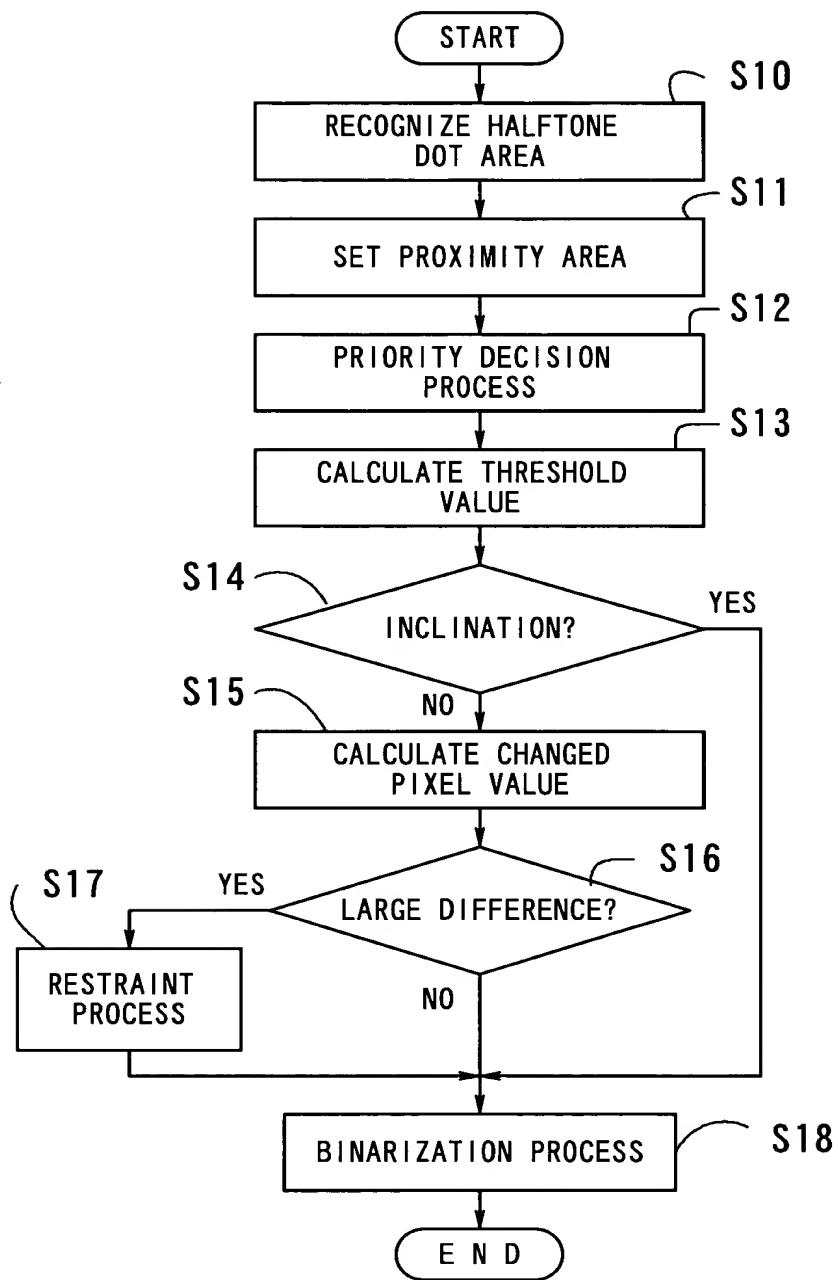 START
S10
RECOGNIZE HALFTONE
DOT AREA
S11
SET PROXIMITY AREA
S12
PRIORITY DECISION
PROCESS
S13
CALCULATE THRESHOLD
VALUE
S14
INCLINATION?
YES
NO
S15
CALCULATE CHANGED
PIXEL VALUE
S16
LARGE DIFFERENCE?
YES
S17
RESTRAINT
PROCESS
NO
BINARIZATION PROCESS
S18
END